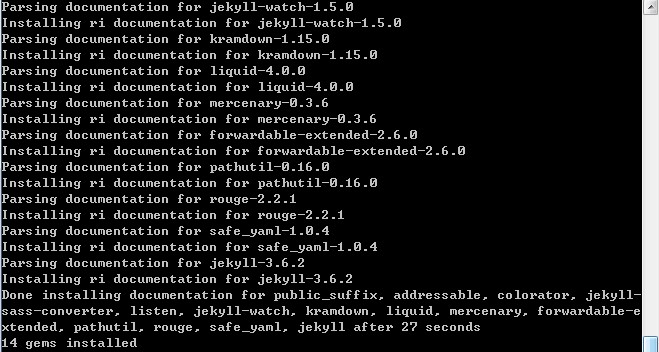 Parsing documentation for jekyll-watch-1.5.0
Installing ri documentation for jekyll-watch-1.5.0
Parsing documentation for kramdown-1.15.0
Installing ri documentation for kramdown-1.15.0
Parsing documentation for liquid-4.0.0
Installing ri documentation for liquid-4.0.0
Parsing documentation for mercenary-0.3.6
Installing ri documentation for mercenary-0.3.6
Parsing documentation for forwardable-extended-2.6.0
Installing ri documentation for forwardable-extended-2.6.0
Parsing documentation for pathutil-0.16.0
Installing ri documentation for pathutil-0.16.0
Parsing documentation for rouge-2.2.1
Installing ri documentation for rouge-2.2.1
Parsing documentation for safe_yaml-1.0.4
Installing ri documentation for safe_yaml-1.0.4
Parsing documentation for jekyll-3.6.2
Installing ri documentation for jekyll-3.6.2
Done installing documentation for public_suffix, addressable, colorator, jekyll-
sass-converter, listen, jekyll-watch, kramdown, liquid, mercenary, forwardable-e
xtended, pathutil, rouge, safe_yaml, jekyll after 27 seconds
14 gems installed